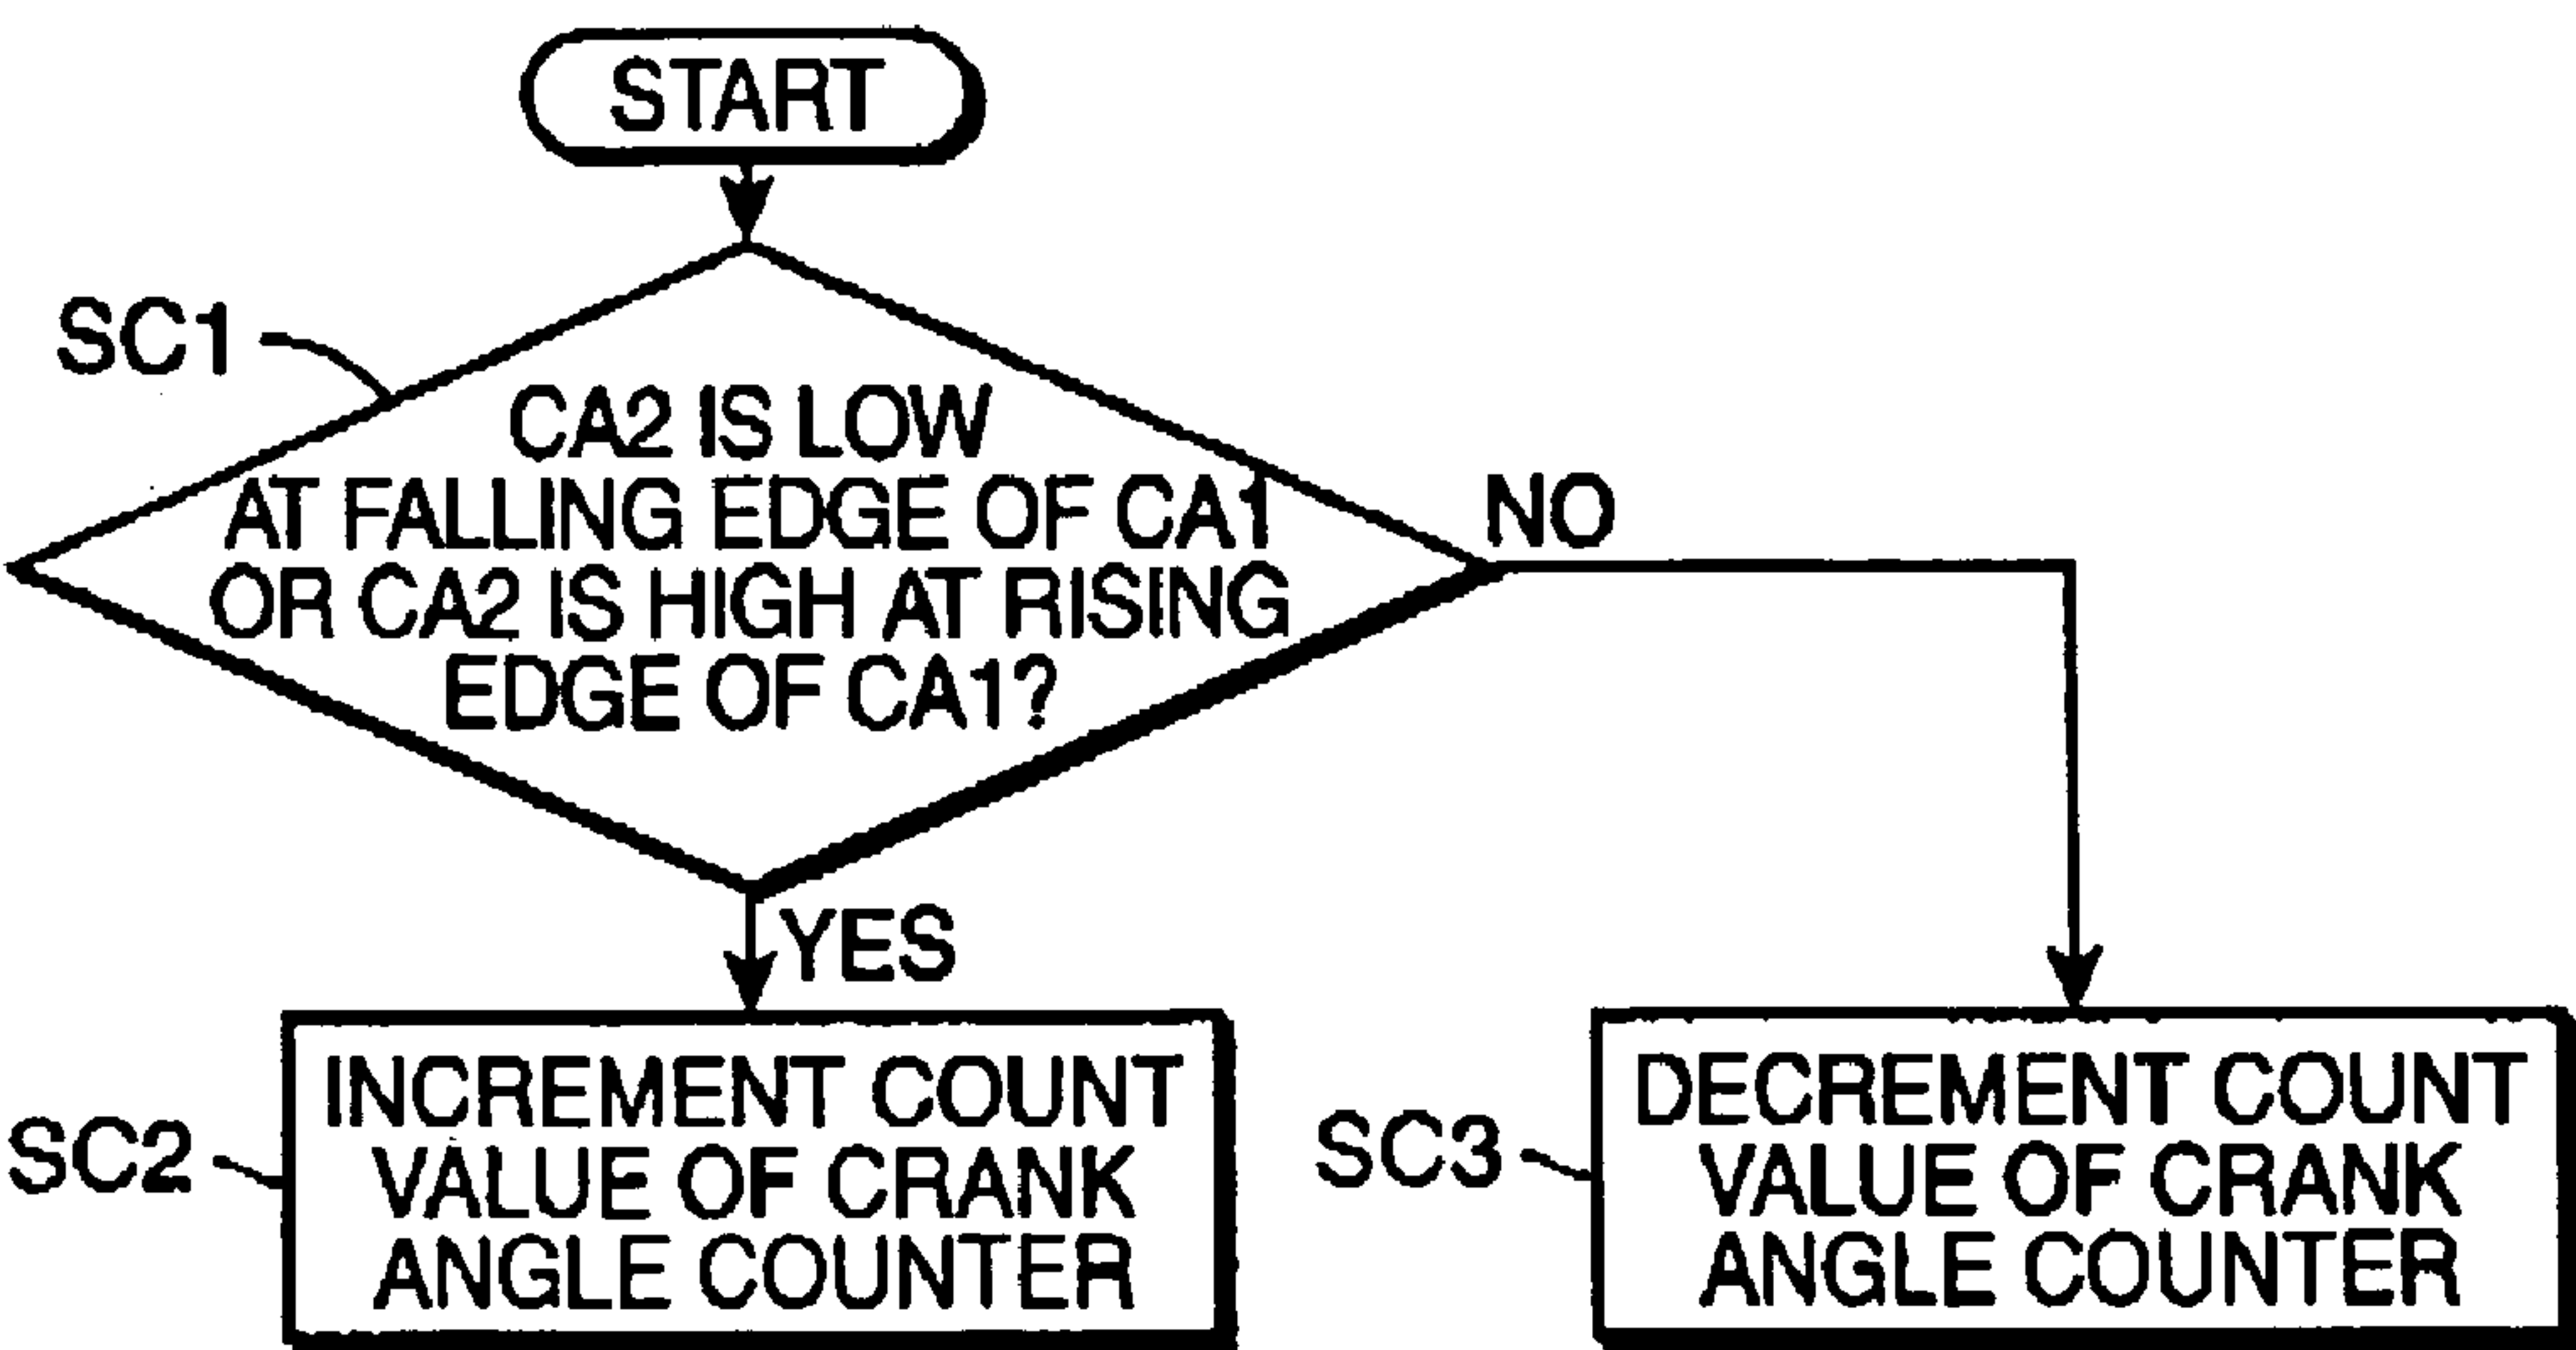 START
SC1
CA2 IS LOW
AT FALLING EDGE OF CA1
OR CA2 IS HIGH AT RISING
EDGE OF CA1?
NO
YES
SC2
INCREMENT COUNT
VALUE OF CRANK
ANGLE COUNTER
SC3
DECREMENT COUNT
VALUE OF CRANK
ANGLE COUNTER